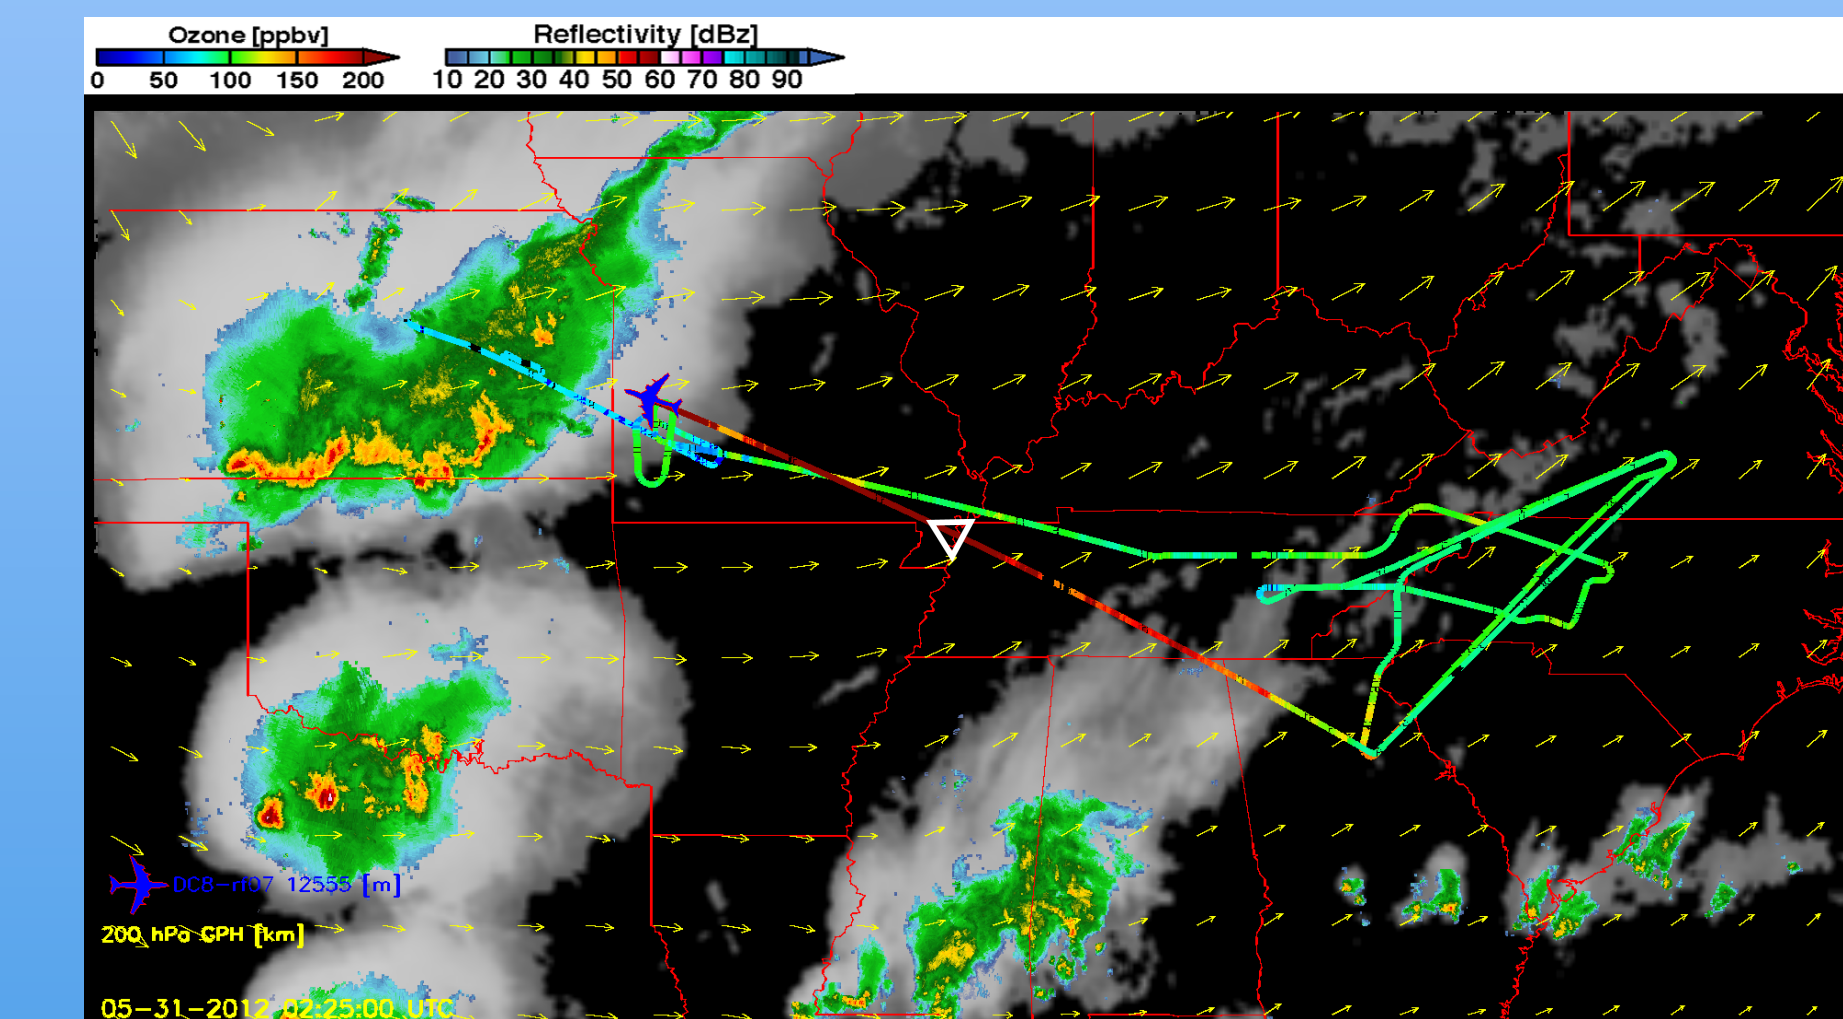 Ozone [ppbv]
0 50 100 150 200
Reflectivity [dBz]
10 20 30 40 50 60 70 80 90
DC8-rf07 12555 [m]
200 hPa GPH [km]
05-31-2012 02:25:00 UTC